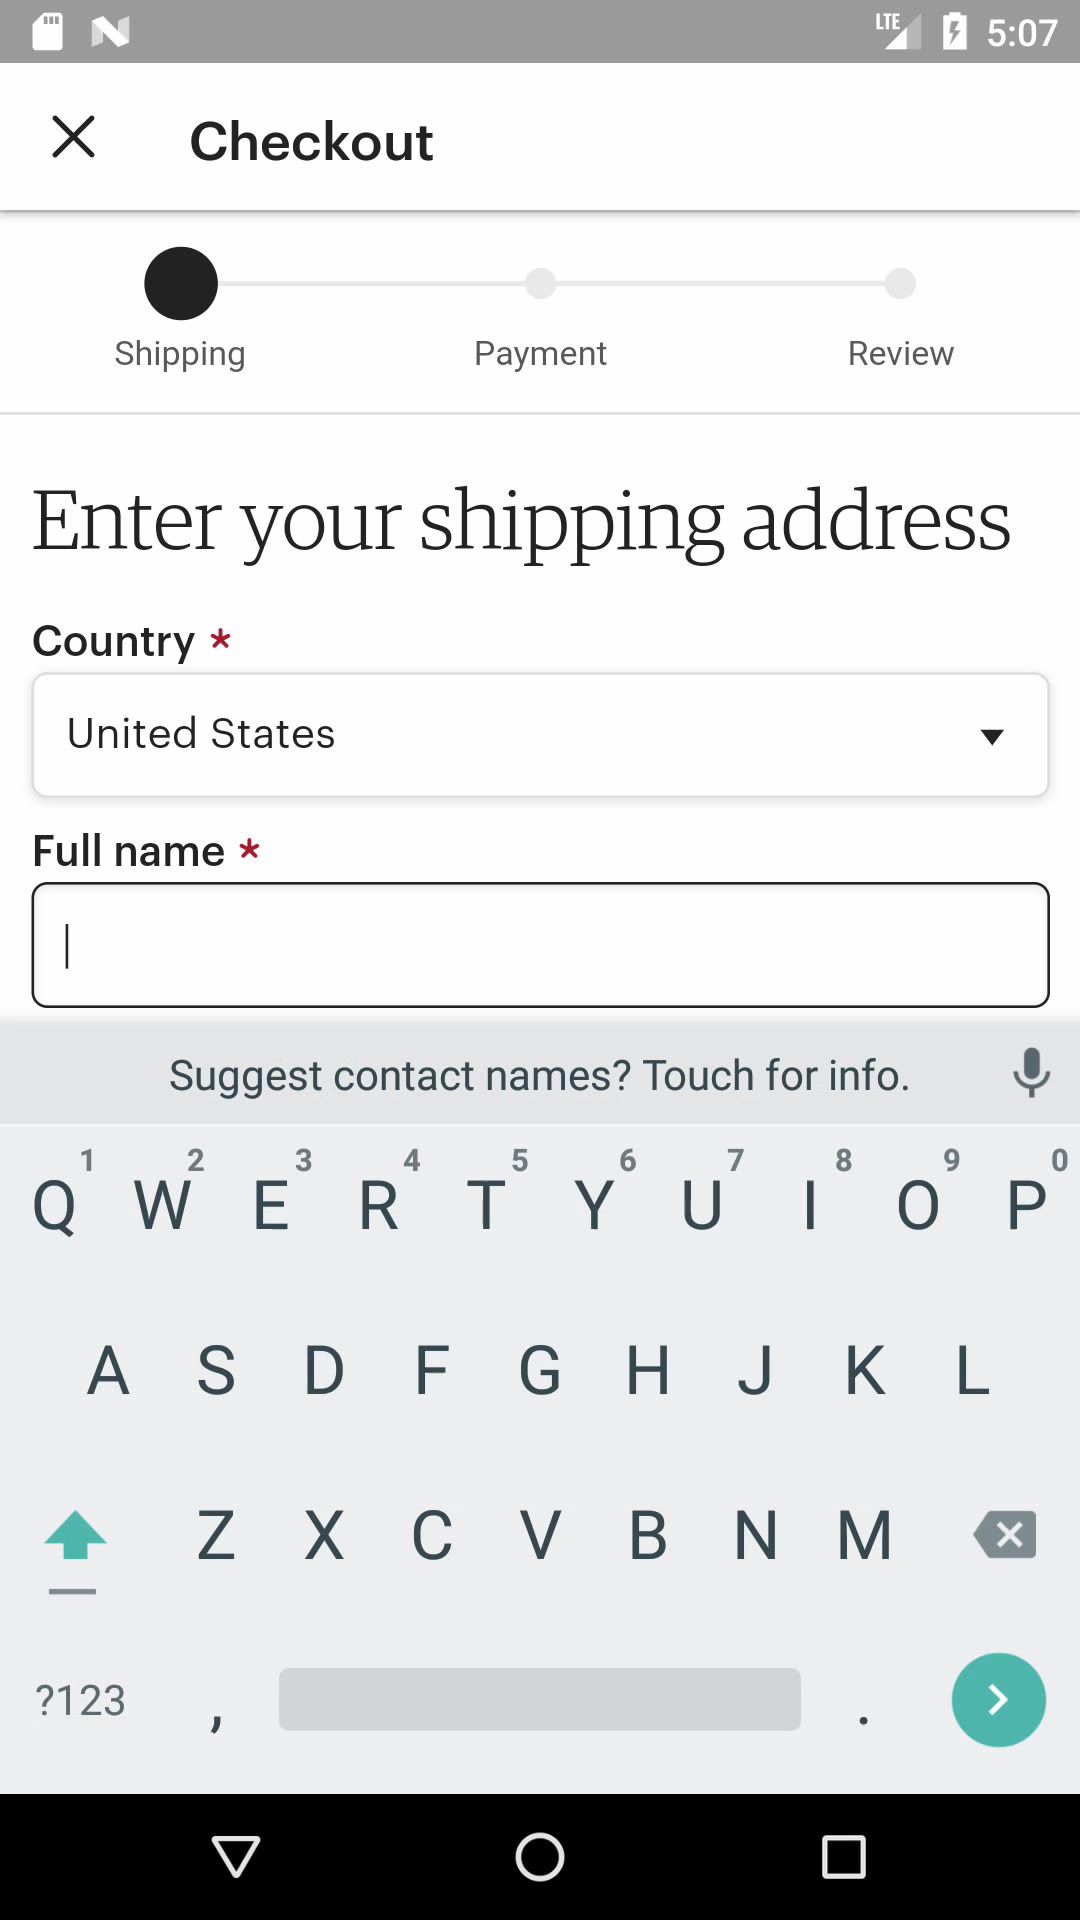 LTE 5:07
Checkout
Shipping Payment Review
Enter your shipping address
Country *
United States
Full name *
Suggest contact names? Touch for info.
1 2 3 4 5 6 7 8 9 0
Q W E R T Y U I O P
A S D F G H J K L
Z X C V B N M
?123 , .